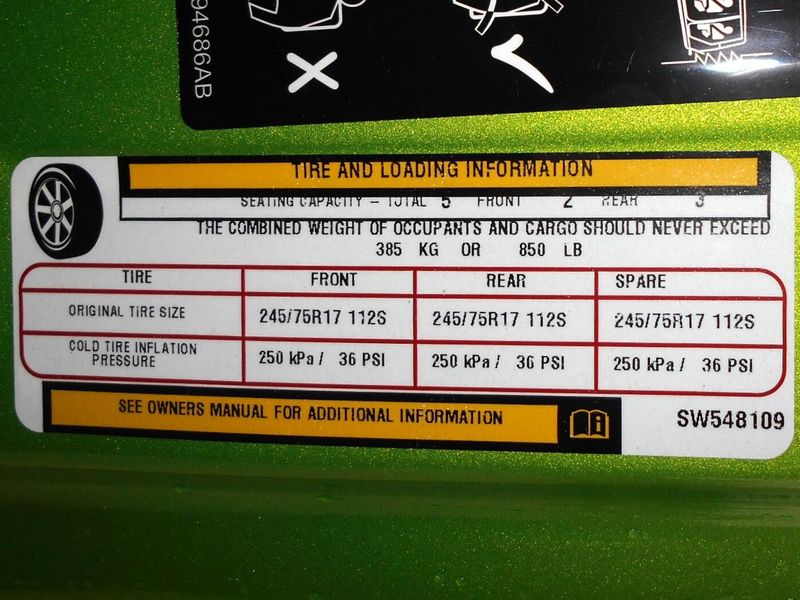 94686AB
TIRE AND LOADING INFORMATION
SEATING CAPACITY – TOTAL 5 FRONT 2 REAR 3
THE COMBINED WEIGHT OF OCCUPANTS AND CARGO SHOULD NEVER EXCEED
385 KG OR 850 LB
TIRE FRONT REAR SPARE
ORIGINAL TIRE SIZE 245/75R17 112S 245/75R17 112S 245/75R17 112S
COLD TIRE INFLATION
PRESSURE 250 kPa / 36 PSI 250 kPa / 36 PSI 250 kPa / 36 PSI
SEE OWNERS MANUAL FOR ADDITIONAL INFORMATION
SW548109